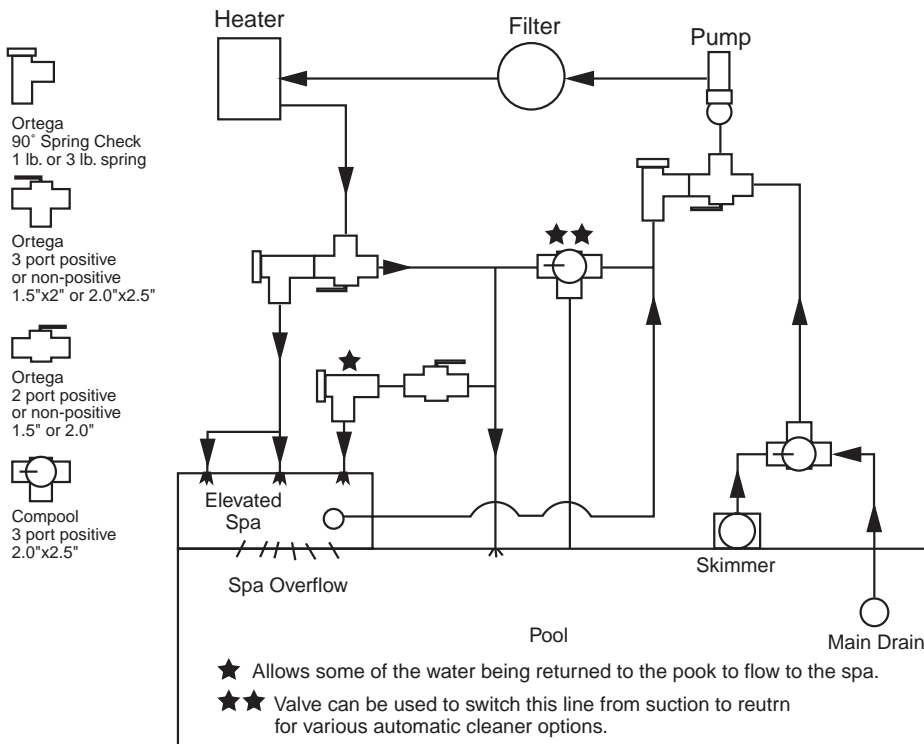 Heater
Filter
Pump
Ortega
90˚ Spring Check
1 lb. or 3 lb. spring
Ortega
3 port positive
or non-positive
1.5"x2" or 2.0"x2.5"
Ortega
2 port positive
or non-positive
1.5" or 2.0"
Compool
3 port positive
2.0"x2.5"
Elevated
Spa
Spa Overflow
Skimmer
Main Drain
Pool
★ Allows some of the water being returned to the pook to flow to the spa.
★★ Valve can be used to switch this line from suction to reutrn
for various automatic cleaner options.